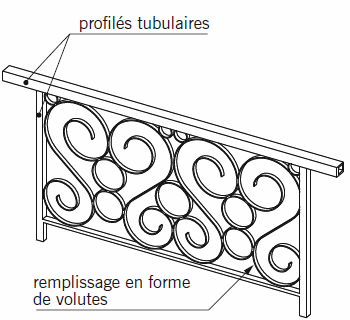 profilés tubulaires
remplissage en forme
de volutes